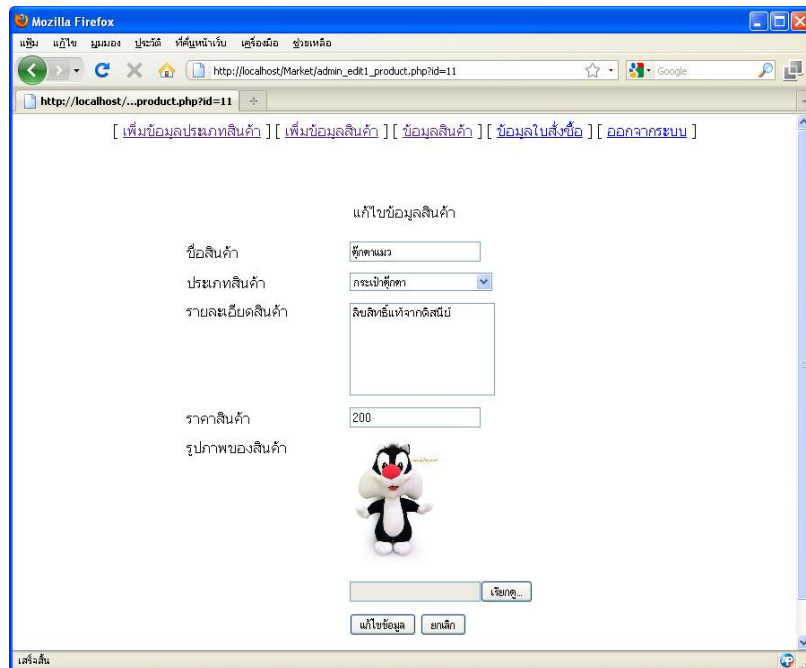 Mozilla Firefox
แฟ้ม แก้ไข มุมมอง ประวัติ ที่คั่นหน้าเว็บ เครื่องมือ ช่วยเหลือ
http://localhost/Market/admin_edit1_product.php?id=11 Google
http://localhost/...product.php?id=11
[ เพิ่มข้อมูลประเภทสินค้า ] [ เพิ่มข้อมูลสินค้า ] [ ข้อมูลสินค้า ] [ ข้อมูลใบสั่งซื้อ ] [ ออกจากระบบ ]
แก้ไขข้อมูลสินค้า
ชื่อสินค้า ตุ๊กตาแมว
ประเภทสินค้า กระเป๋าตุ๊กตา
รายละเอียดสินค้า ลิขสิทธิ์แท้จากดิสนีย์
ราคาสินค้า 200
รูปภาพของสินค้า
เรียกดู...
แก้ไขข้อมูล ยกเลิก
เสร็จสิ้น